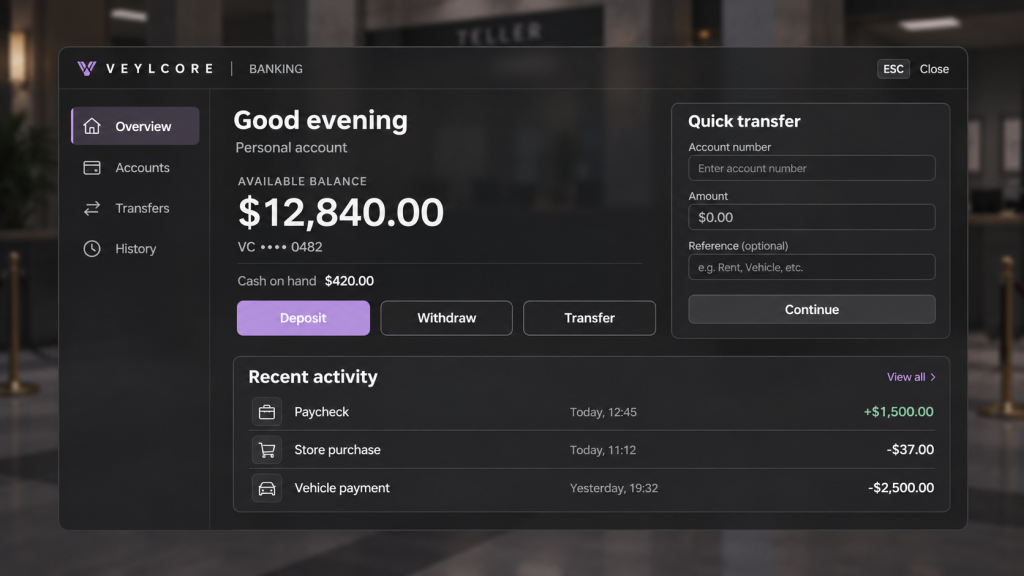 TELLER
VEYLCORE | BANKING
ESC Close
Overview
Accounts
Transfers
History
Good evening
Personal account
AVAILABLE BALANCE
$12,840.00
VC •••• 0482
Cash on hand $420.00
Deposit
Withdraw
Transfer
Quick transfer
Account number
Enter account number
Amount
$0.00
Reference (optional)
e.g. Rent, Vehicle, etc.
Continue
Recent activity
View all
Paycheck Today, 12:45 +$1,500.00
Store purchase Today, 11:12 -$37.00
Vehicle payment Yesterday, 19:32 -$2,500.00